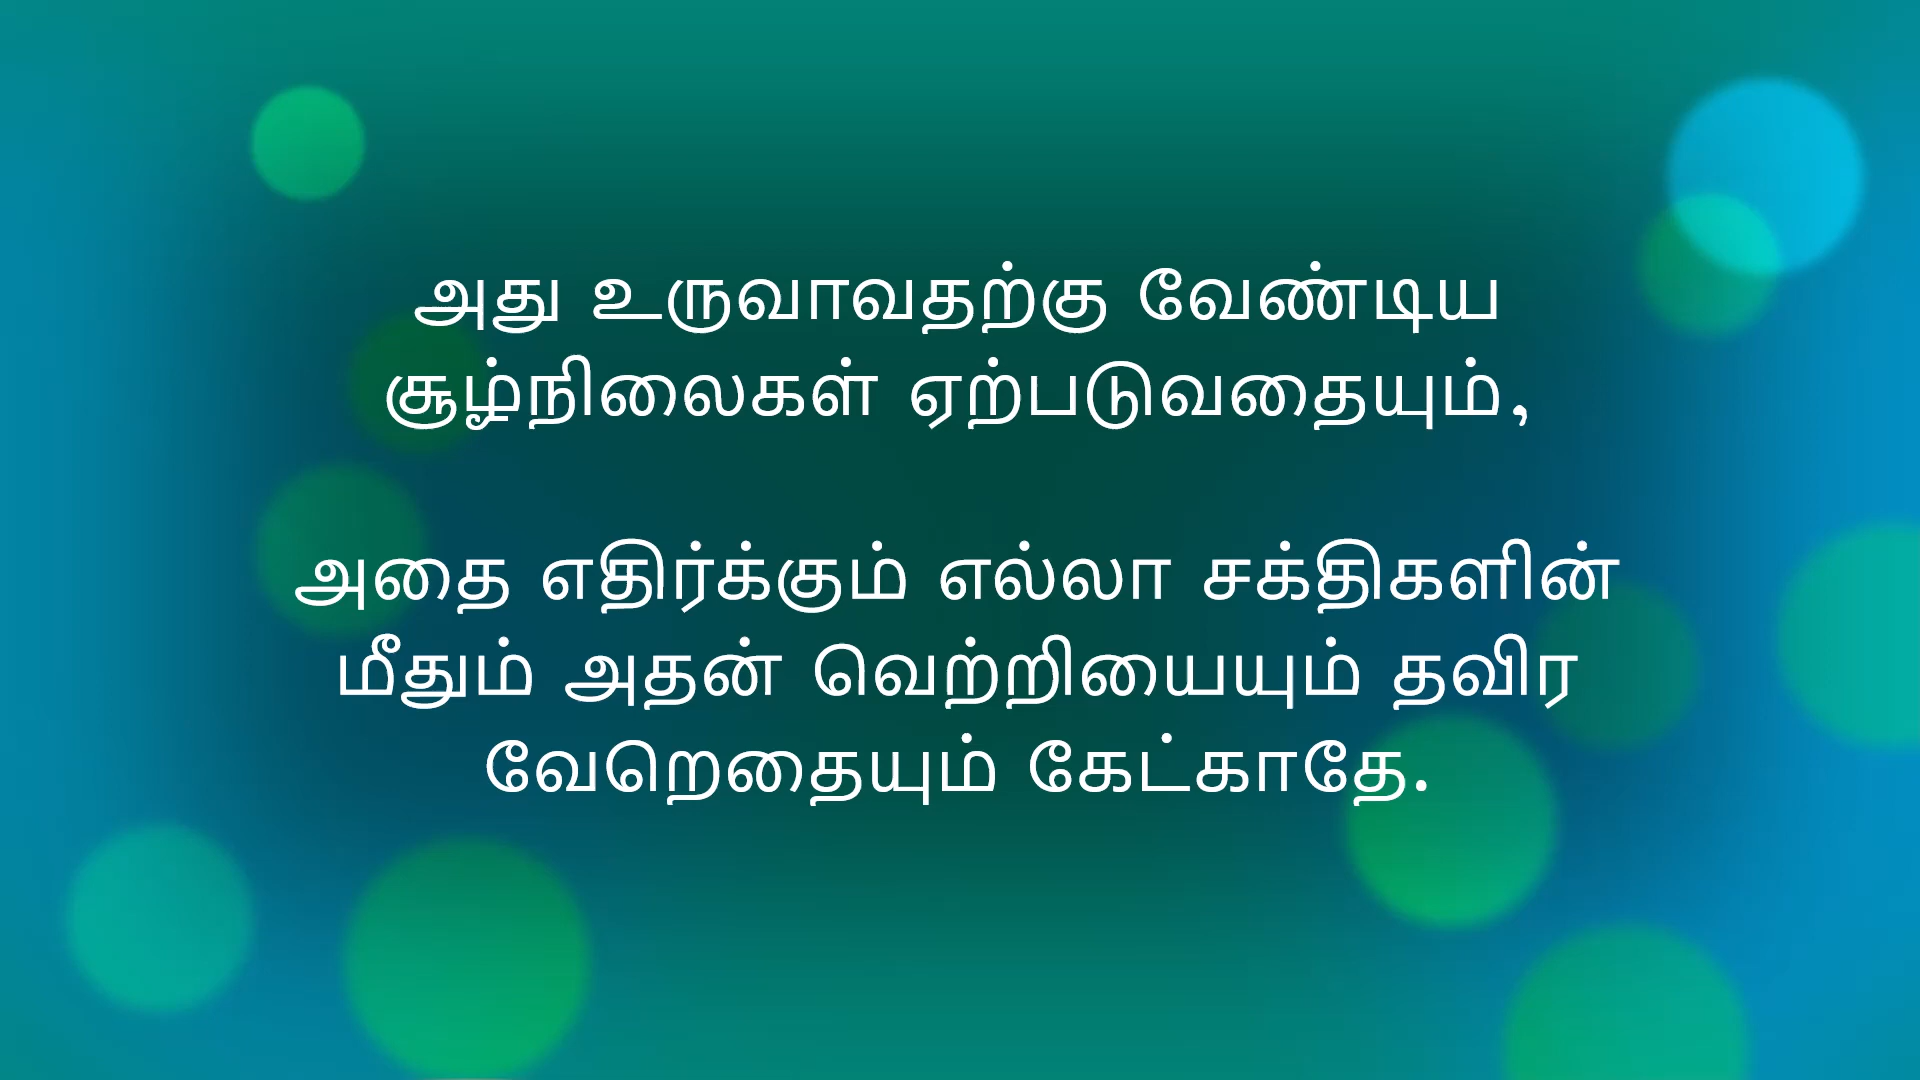 அது உருவாவதற்கு வேண்டிய
சூழ்நிலைகள் ஏற்படுவதையும்,
அதை எதிர்க்கும் எல்லா சக்திகளின்
மீதும் அதன் வெற்றியையும் தவிர
வேறெதையும் கேட்காதே.